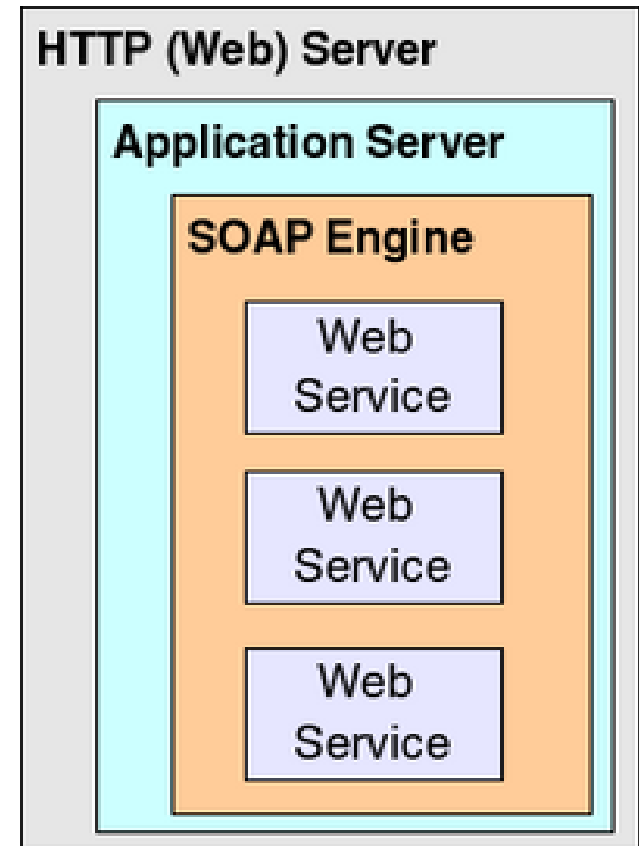 HTTP (Web) Server
Application Server
SOAP Engine
Web
Service
Web
Service
Web
Service